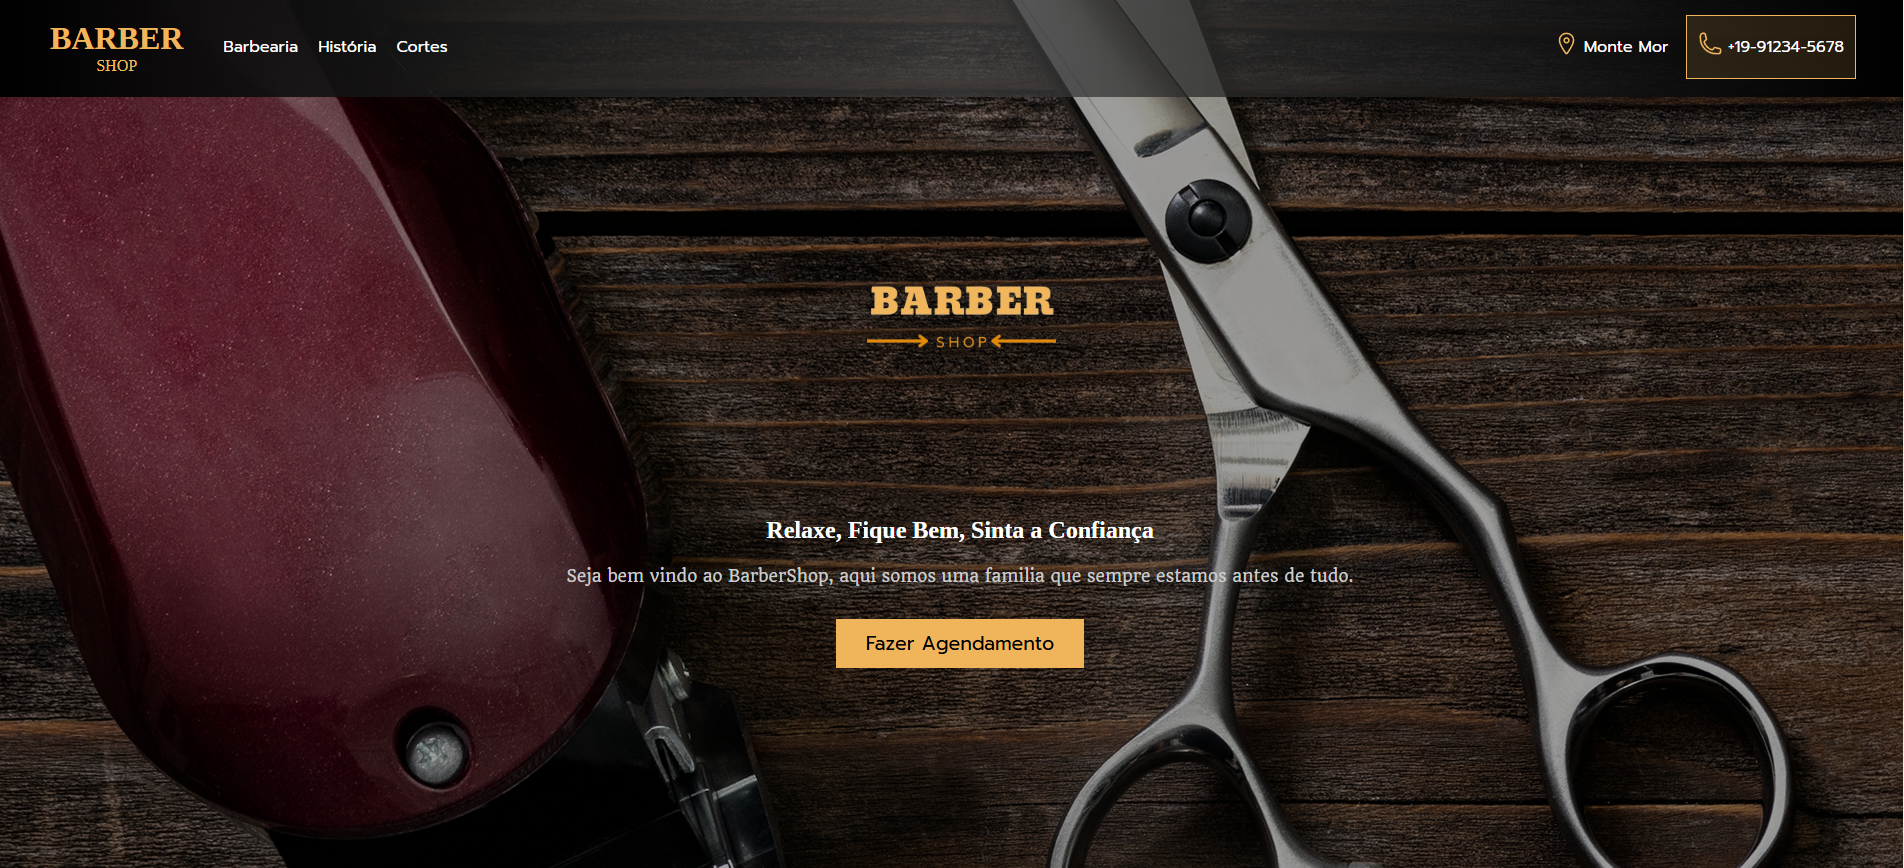 BARBER
SHOP
Barbearia História Cortes
Monte Mor
+19-91234-5678
BARBER
SHOP
Relaxe, Fique Bem, Sinta a Confiança
Seja bem vindo ao BarberShop, aqui somos uma familia que sempre estamos antes de tudo.
Fazer Agendamento